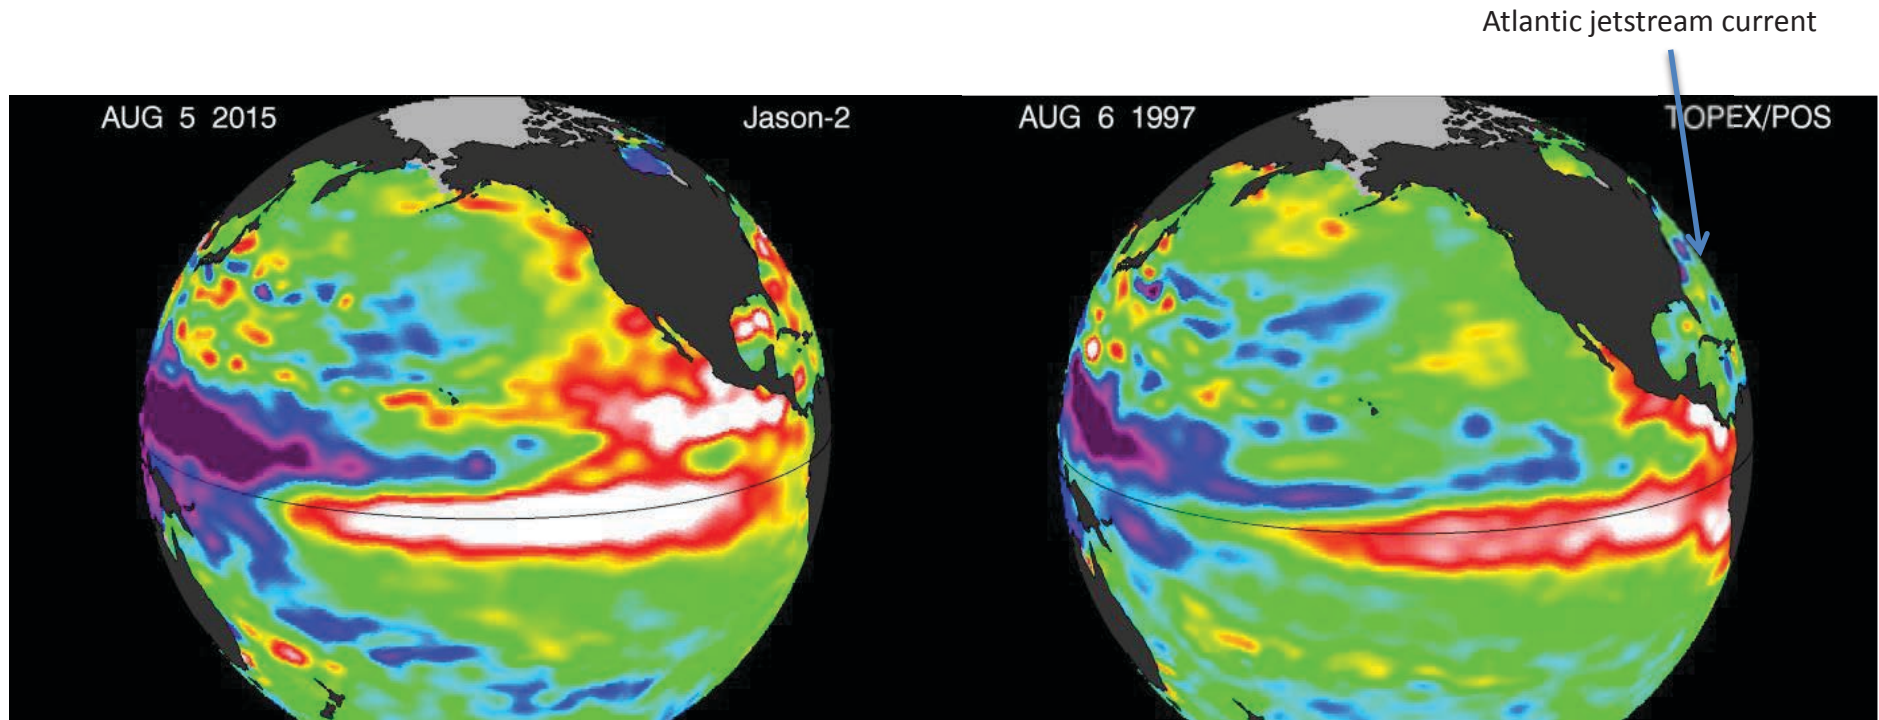 Atlantic jetstream current
AUG 5 2015
Jason-2
AUG 6 1997
TOPEX/POS